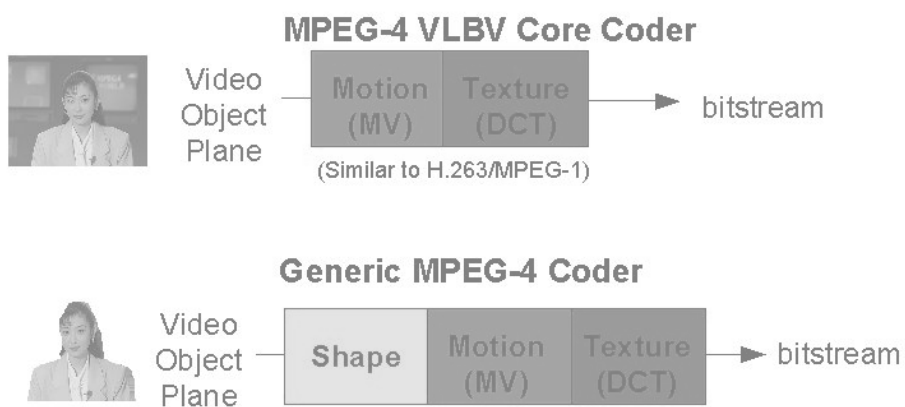 MPEG-4 VLBV Core Coder
Video
Object
Plane
Motion
(MV)
Texture
(DCT)
bitstream
(Similar to H.263/MPEG-1)
Generic MPEG-4 Coder
Video
Object
Plane
Shape
Motion
(MV)
Texture
(DCT)
bitstream